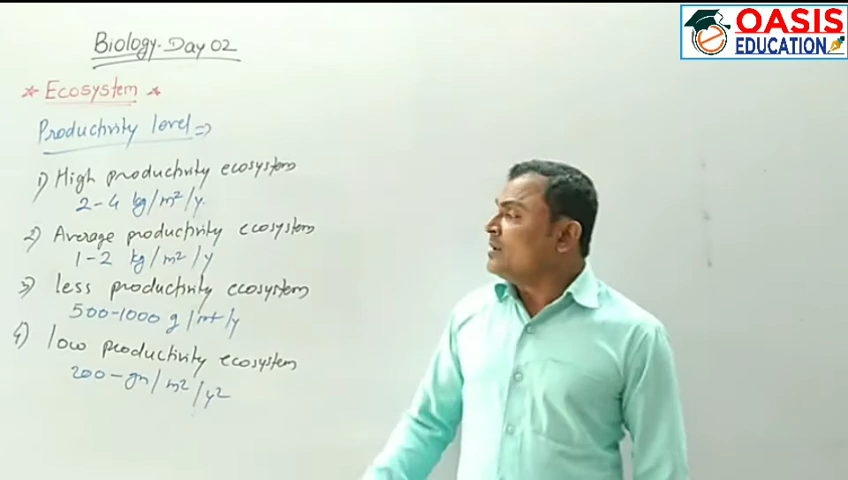 OASIS
EDUCATION
Biology-Day 02
Ecosystem
Productivity level =>
1) High productivity ecosystem
2-4 kg/m²/y.
2) Average productivity ecosystem
1-2 kg/m²/y
3) less productivity ecosystem
500-1000 g/m²/y
4) low productivity ecosystem
200-gm/m²/y2